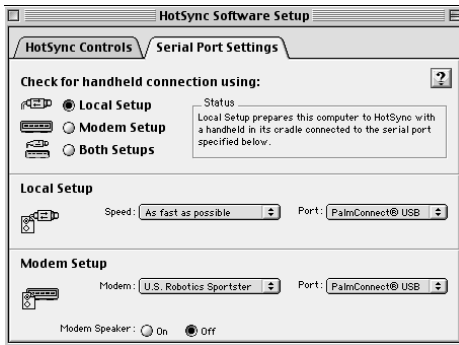 HotSync Software Setup
HotSync Controls Serial Port Settings
Check for handheld connection using:
?
Local Setup
Modem Setup
Both Setups
Status
Local Setup prepares this computer to HotSync with
a handheld in its cradle connected to the serial port
specified below.
Local Setup
Speed: As fast as possible Port: PalmConnect® USB
Modem Setup
Modem: U.S. Robotics Sportster Port: PalmConnect® USB
Modem Speaker: On Off